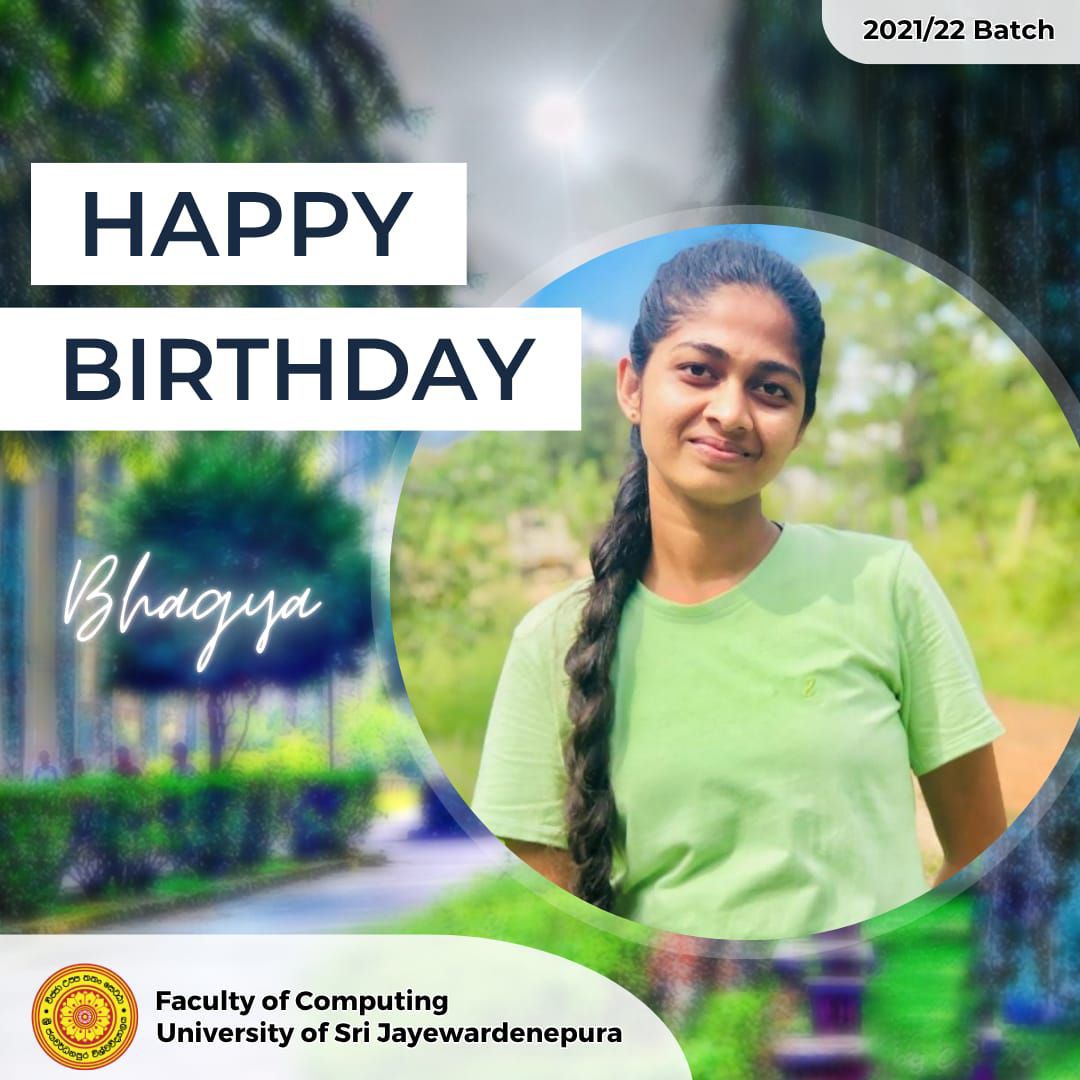 2021/22 Batch
HAPPY
BIRTHDAY
Bhagya
Faculty of Computing
University of Sri Jayewardenepura